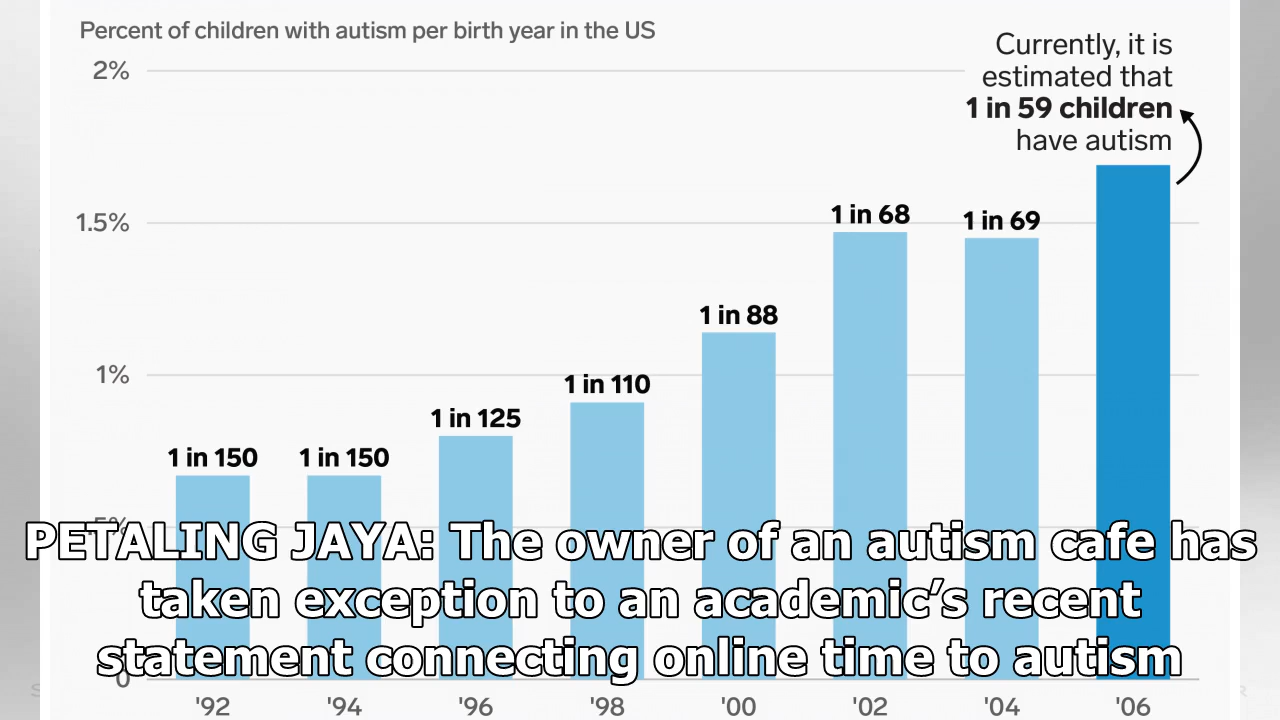 Percent of children with autism per birth year in the US
Currently, it is
estimated that
1 in 59 children
have autism
2%
1.5%
1%
0
1 in 150
1 in 150
1 in 125
1 in 110
1 in 88
1 in 68
1 in 69
PETALING JAYA: The owner of an autism cafe has
taken exception to an academic’s recent
statement connecting online time to autism
'92
'94
'96
'98
'00
'02
'04
'06